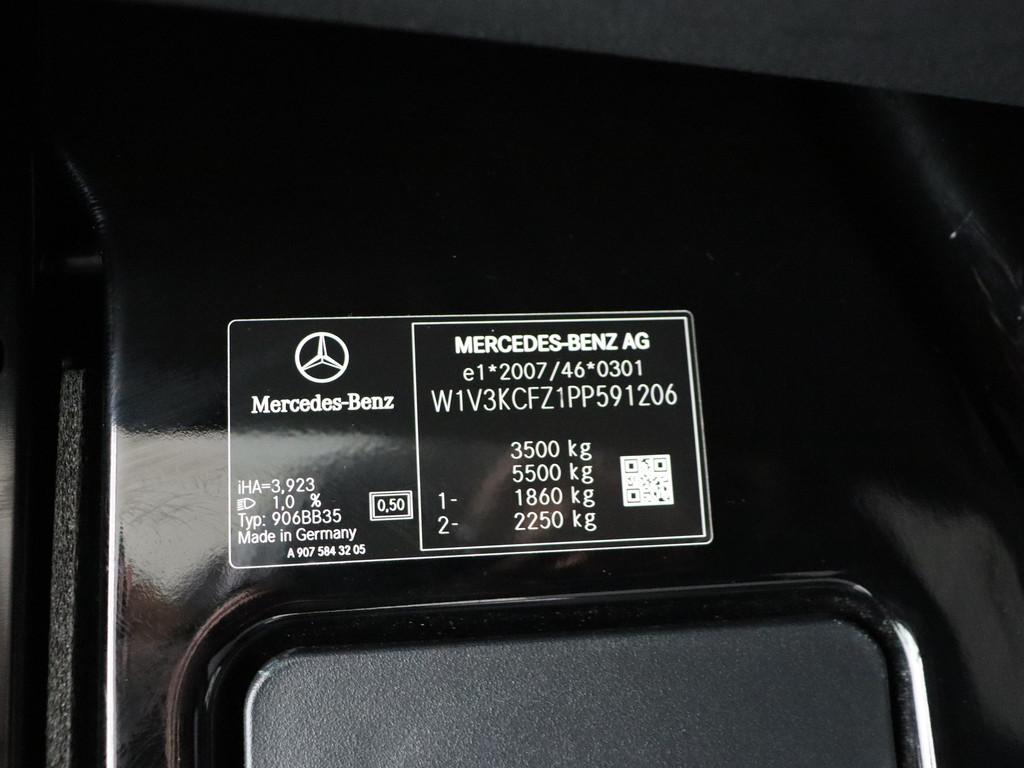 Mercedes-Benz
iHA=3,923
1,0 %
Typ: 906BB35
Made in Germany
A 907 584 32 05
0,50
MERCEDES-BENZ AG
e1*2007/46*0301
W1V3KCFZ1PP591206
3500 kg
5500 kg
1- 1860 kg
2- 2250 kg